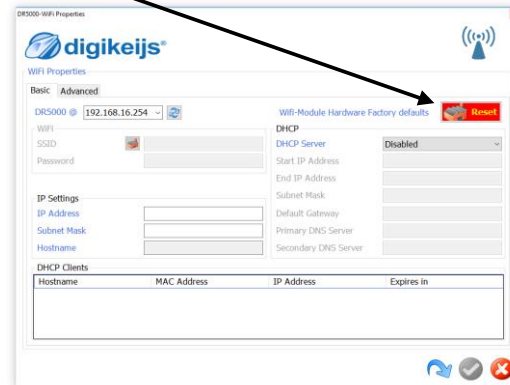 DR5000-WiFi Properties
digikeijs®
WiFi Properties
Basic Advanced
DR5000 @ 192.168.16.254
Wifi-Module Hardware Factory defaults Reset
WiFi
SSID
Password
IP Settings
IP Address
Subnet Mask
Hostname
DHCP
DHCP Server Disabled
Start IP Address
End IP Address
Subnet Mask
Default Gateway
Primary DNS Server
Secondary DNS Server
DHCP Clients
Hostname MAC Address IP Address Expires in